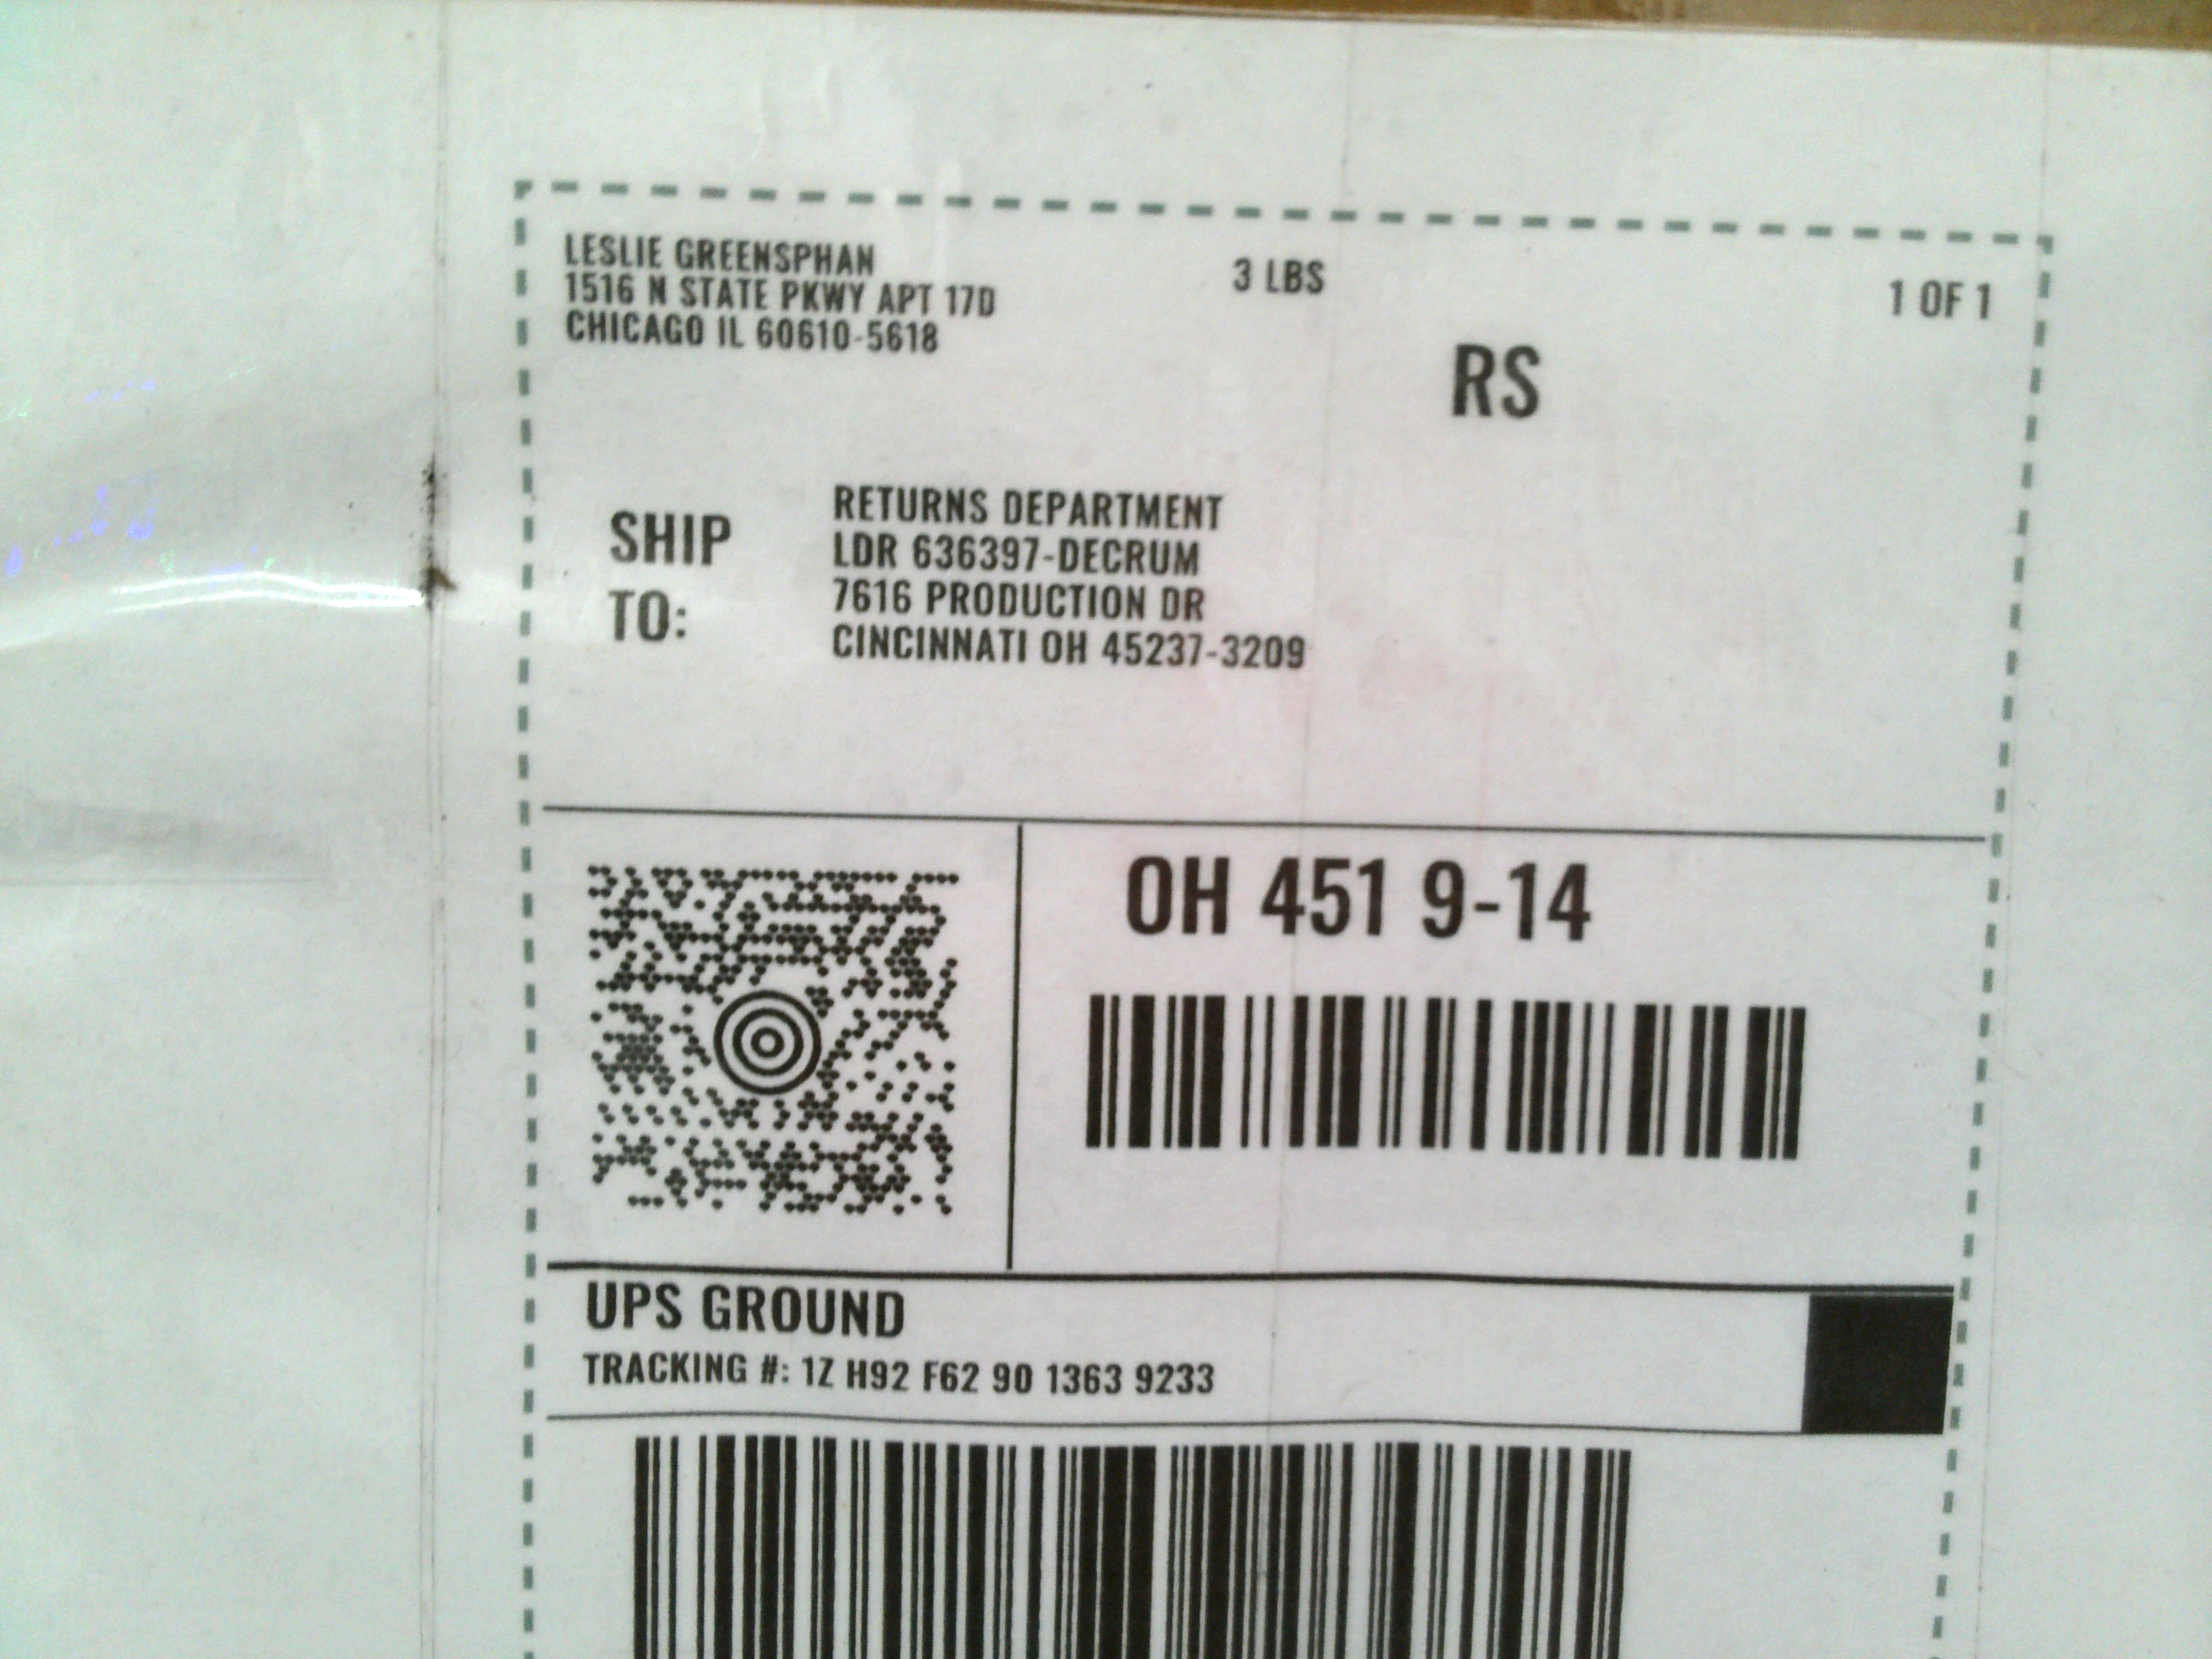 LESLIE GREENSPHAN
1516 N STATE PKWY APT 17D
CHICAGO IL 60610-5618
3 LBS
1 OF 1
RS
SHIP
TO:
RETURNS DEPARTMENT
LDR 636397-DECRUM
7616 PRODUCTION DR
CINCINNATI OH 45237-3209
OH 451 9-14
UPS GROUND
TRACKING #: 1Z H92 F62 90 1363 9233